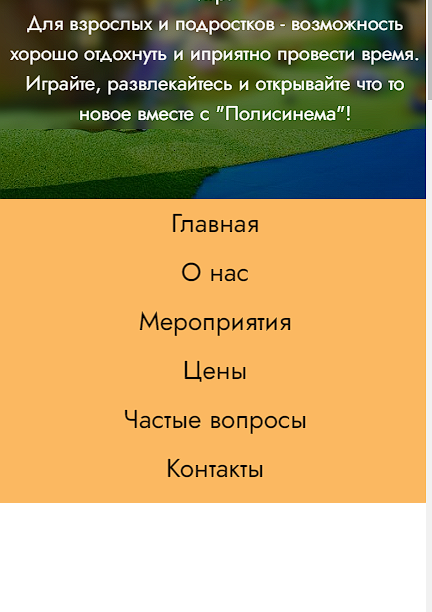 Для взрослых и подростков - возможность
хорошо отдохнуть и иприятно провести время.
Играйте, развлекайтесь и открывайте что то
новое вместе с "Полисинема"!
Главная
О нас
Мероприятия
Цены
Частые вопросы
Контакты